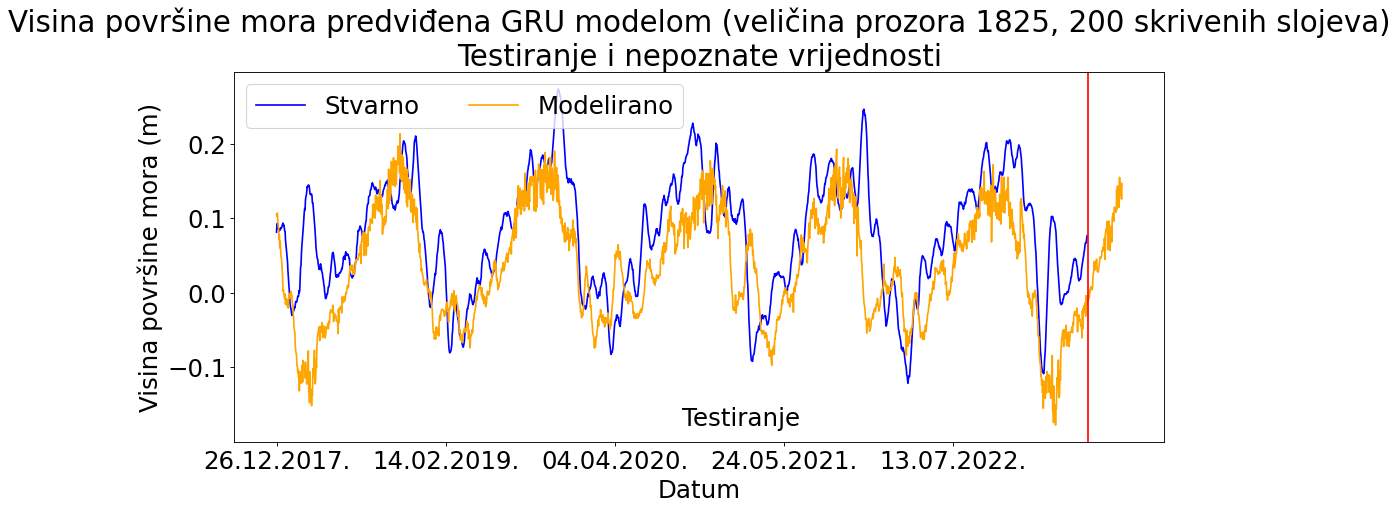 Visina površine mora predviđena GRU modelom (veličina prozora 1825, 200 skrivenih slojeva)
Testiranje i nepoznate vrijednosti
Stvarno Modelirano
Visina površine mora (m)
0.2
0.1
0.0
−0.1
Testiranje
26.12.2017. 14.02.2019. 04.04.2020. 24.05.2021. 13.07.2022.
Datum